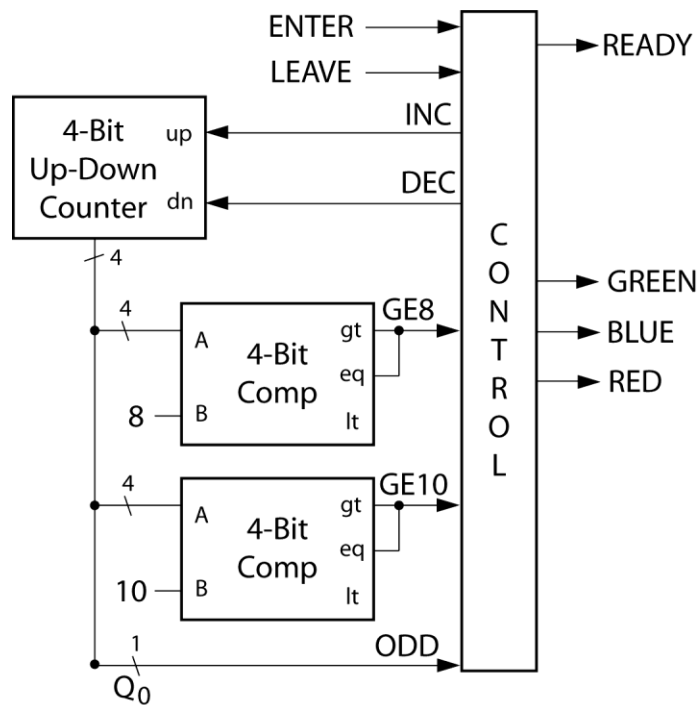 ENTER
READY
LEAVE
INC
4-Bit
Up-Down
Counter
up
dn
DEC
4
CONTROL
GREEN
BLUE
RED
4
GE8
A
gt
4-Bit
Comp
eq
8
B
lt
4
GE10
A
gt
4-Bit
Comp
eq
10
B
lt
1
ODD
Q0